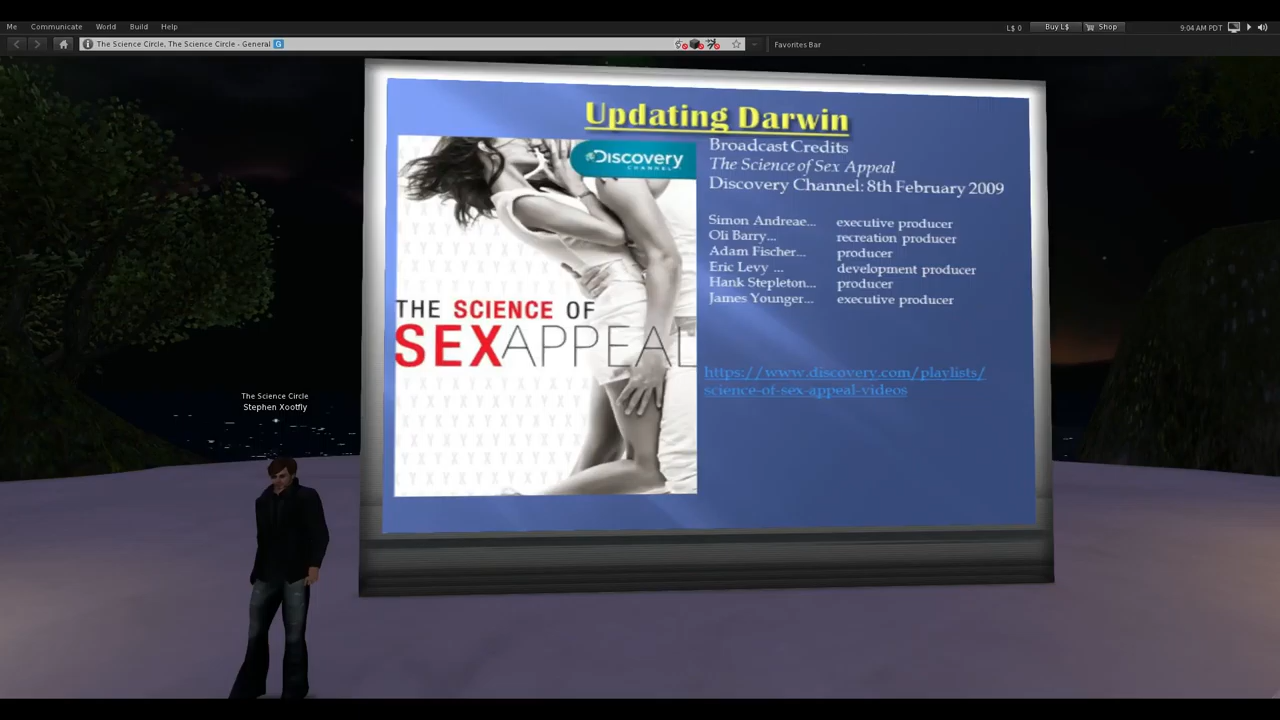 Me Communicate World Build Help
L$ 0 Buy L$ Shop 9:04 AM PDT
The Science Circle, The Science Circle - General G
Favorites Bar
Updating Darwin
Discovery
CHANNEL
Broadcast Credits
The Science of Sex Appeal
Discovery Channel: 8th February 2009
Simon Andreae... executive producer
Oli Barry... recreation producer
Adam Fischer... producer
Eric Levy ... development producer
Hank Stepleton... producer
James Younger... executive producer
THE SCIENCE OF
SEXAPPEAL
https://www.discovery.com/playlists/
science-of-sex-appeal-videos
The Science Circle
Stephen Xootfly